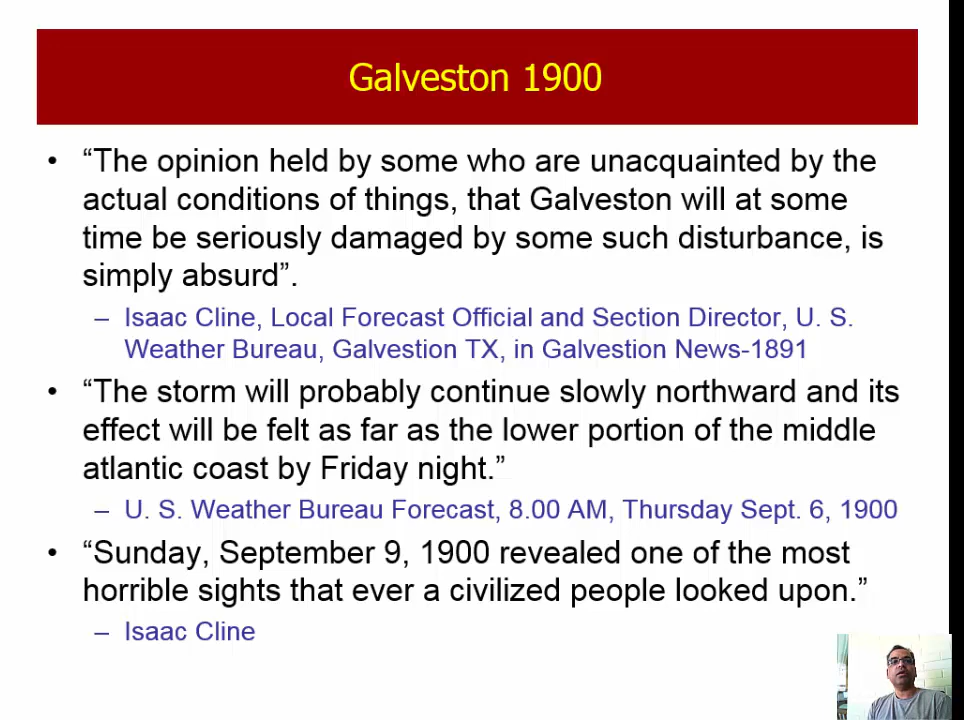 Galveston 1900
• “The opinion held by some who are unacquainted by the
actual conditions of things, that Galveston will at some
time be seriously damaged by some such disturbance, is
simply absurd”.
– Isaac Cline, Local Forecast Official and Section Director, U. S.
Weather Bureau, Galvestion TX, in Galvestion News-1891
• “The storm will probably continue slowly northward and its
effect will be felt as far as the lower portion of the middle
atlantic coast by Friday night.”
– U. S. Weather Bureau Forecast, 8.00 AM, Thursday Sept. 6, 1900
• “Sunday, September 9, 1900 revealed one of the most
horrible sights that ever a civilized people looked upon.”
– Isaac Cline